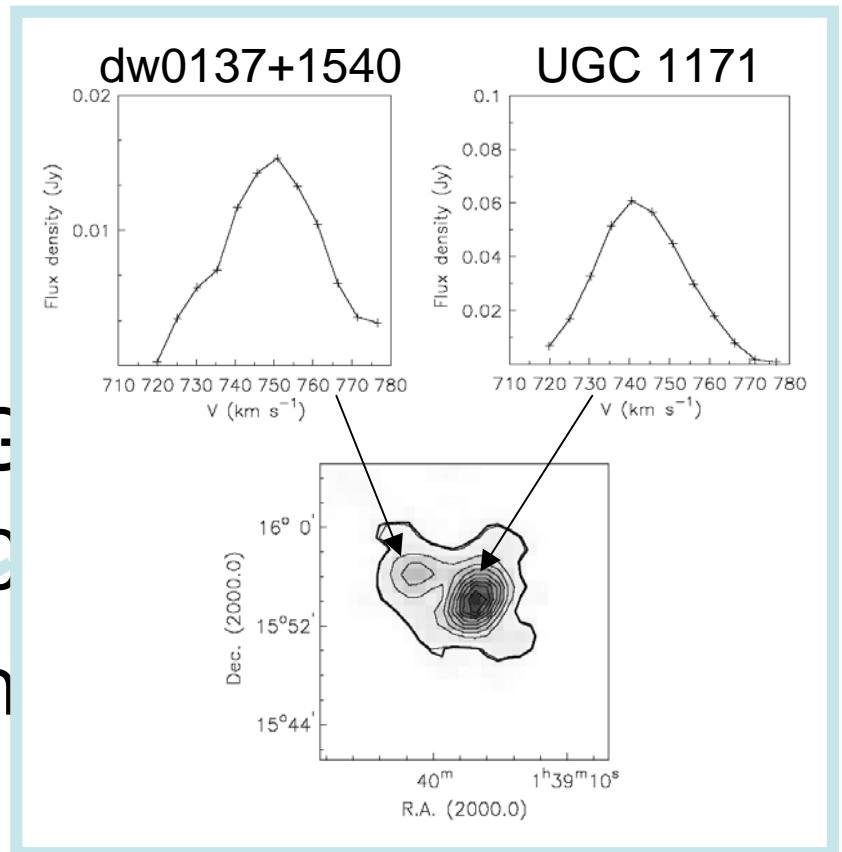 dw0137+1540 UGC 1171
0.02
0.01
Flux density (Jy)
710 720 730 740 750 760 770 780
V (km s⁻¹)
0.1
0.08
0.06
0.04
0.02
Flux density (Jy)
710 720 730 740 750 760 770 780
V (km s⁻¹)
16° 0'
15°52'
15°44'
Dec. (2000.0)
40ᵐ 1ʰ39ᵐ10ˢ
R.A. (2000.0)